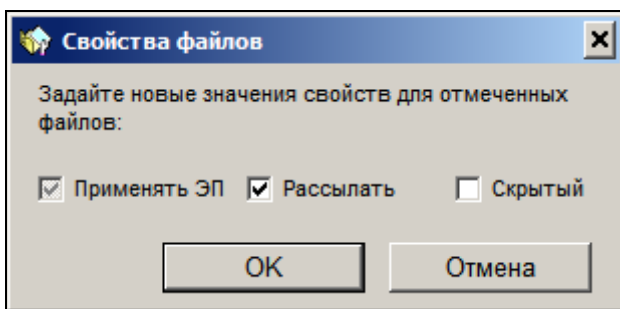 Свойства файлов
Задайте новые значения свойств для отмеченных
файлов:
Применять ЭП Рассылать Скрытый
OK Отмена